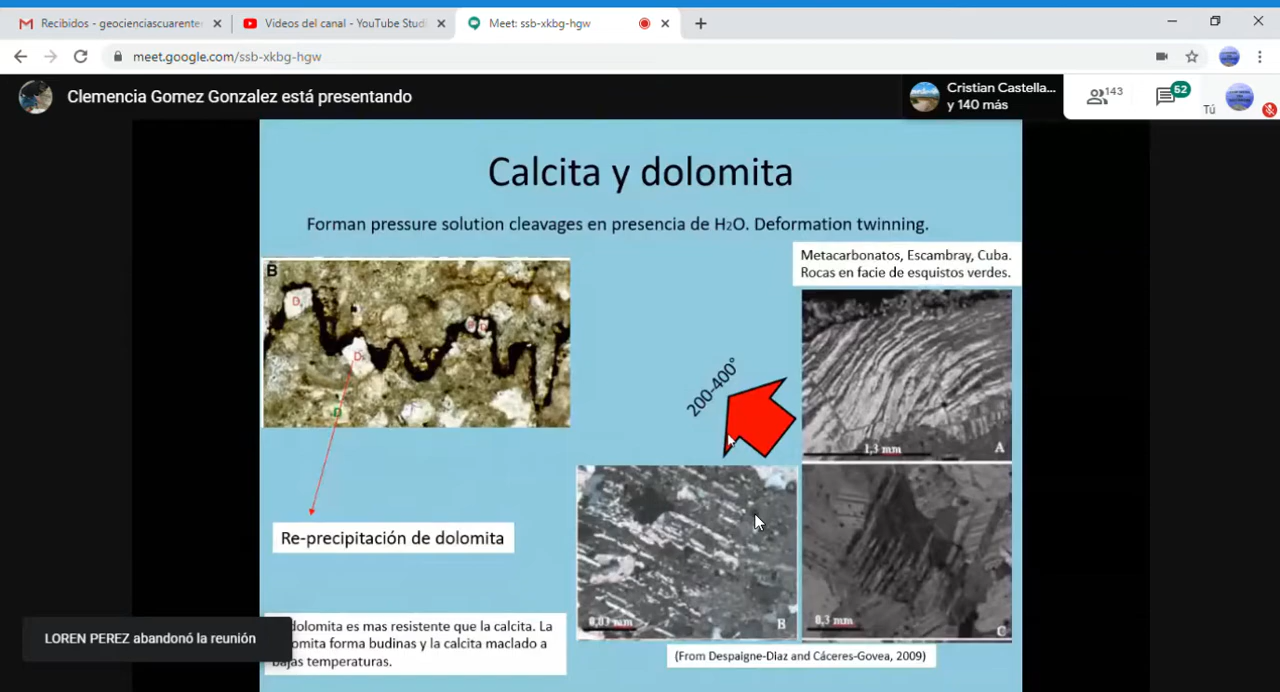 Recibidos - geocienciascuarente
Videos del canal - YouTube Studi
Meet: ssb-xkbg-hgw
meet.google.com/ssb-xkbg-hgw
Clemencia Gomez Gonzalez está presentando
Cristian Castella...
y 140 más
143
52
Tú
Calcita y dolomita
Forman pressure solution cleavages en presencia de H2O. Deformation twinning.
Metacarbonatos, Escambray, Cuba.
Rocas en facie de esquistos verdes.
B
D
D
D
D
200-400°
1,3 mm
A
Re-precipitación de dolomita
0,03 mm
B
0,3 mm
C
dolomita es mas resistente que la calcita. La
omita forma budinas y la calcita maclado a
bajas temperaturas.
(From Despaigne-Diaz and Cáceres-Govea, 2009)
LOREN PEREZ abandonó la reunión